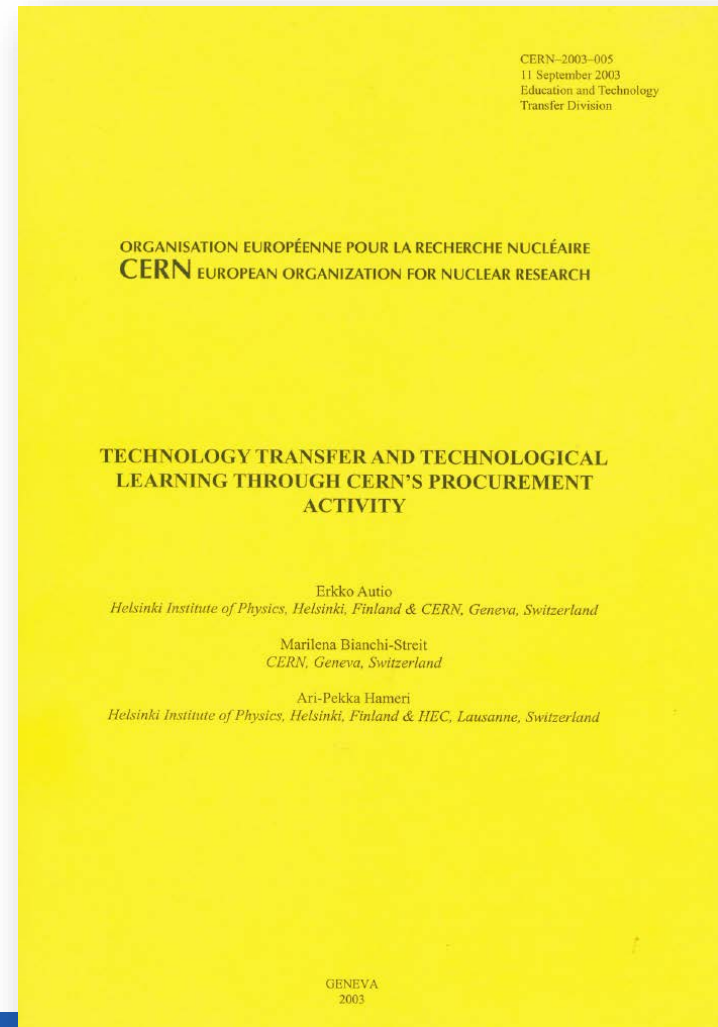 CERN–2003–005
11 September 2003
Education and Technology
Transfer Division
ORGANISATION EUROPÉENNE POUR LA RECHERCHE NUCLÉAIRE
CERN EUROPEAN ORGANIZATION FOR NUCLEAR RESEARCH
TECHNOLOGY TRANSFER AND TECHNOLOGICAL
LEARNING THROUGH CERN'S PROCUREMENT
ACTIVITY
Erkko Autio
Helsinki Institute of Physics, Helsinki, Finland & CERN, Geneva, Switzerland
Marilena Bianchi-Streit
CERN, Geneva, Switzerland
Ari-Pekka Hameri
Helsinki Institute of Physics, Helsinki, Finland & HEC, Lausanne, Switzerland
GENEVA
2003